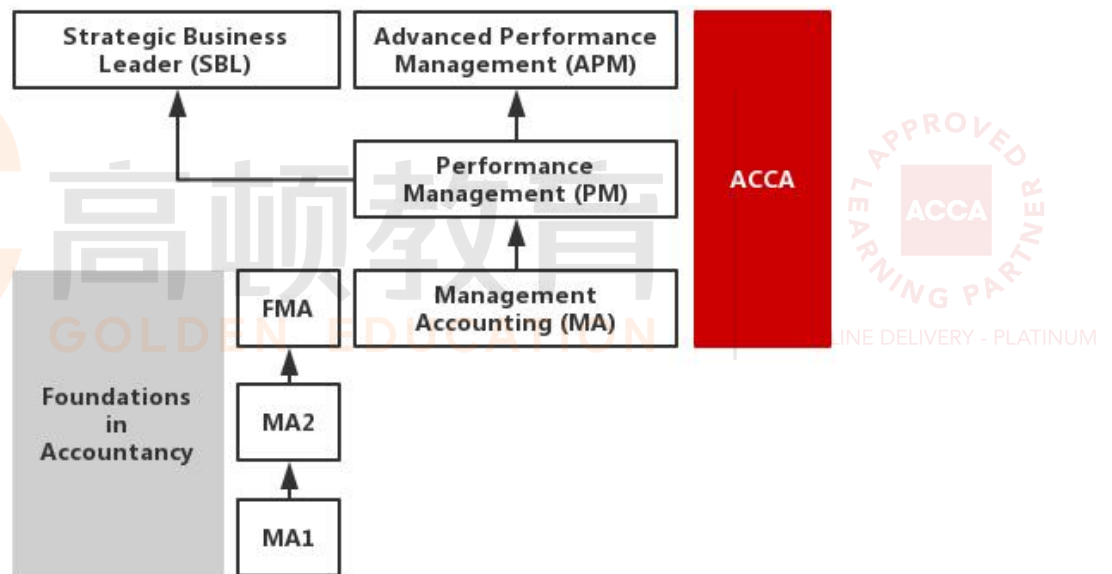 Strategic Business
Leader (SBL)
Advanced Performance
Management (APM)
Performance
Management (PM)
ACCA
APPROVED
LEARNING PARTNER
ACCA
高顿教育
GOLDEN EDUCATION
FMA
Management
Accounting (MA)
LINE DELIVERY - PLATINUM
Foundations
in
Accountancy
MA2
MA1